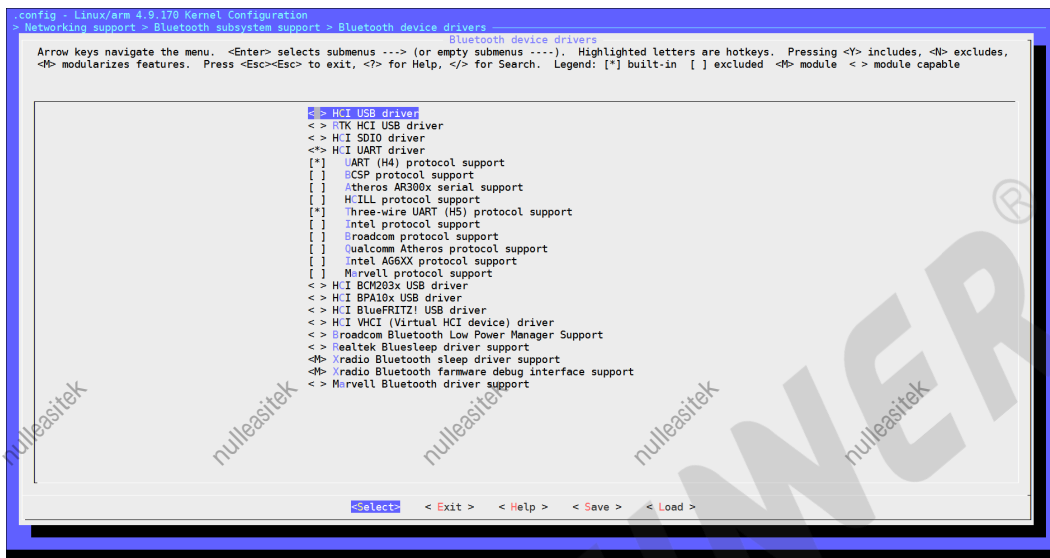 .config - Linux/arm 4.9.170 Kernel Configuration
> Networking support > Bluetooth subsystem support > Bluetooth device drivers
Bluetooth device drivers
Arrow keys navigate the menu.  <Enter> selects submenus ---> (or empty submenus ----).  Highlighted letters are hotkeys.  Pressing <Y> includes, <N> excludes,
<M> modularizes features.  Press <Esc><Esc> to exit, <?> for Help, </> for Search.  Legend: [*] built-in  [ ] excluded  <M> module  < > module capable
< > HCI USB driver
< > RTK HCI USB driver
< > HCI SDIO driver
<*> HCI UART driver
[*]   UART (H4) protocol support
[ ]   BCSP protocol support
[ ]   Atheros AR300x serial support
[ ]   HCILL protocol support
[*]   Three-wire UART (H5) protocol support
[ ]   Intel protocol support
[ ]   Broadcom protocol support
[ ]   Qualcomm Atheros protocol support
[ ]   Intel AG6XX protocol support
[ ]   Marvell protocol support
< > HCI BCM203x USB driver
< > HCI BPA10x USB driver
< > HCI BlueFRITZ! USB driver
< > HCI VHCI (Virtual HCI device) driver
< > Broadcom Bluetooth Low Power Manager Support
< > Realtek Bluesleep driver support
<M> Xradio Bluetooth sleep driver support
<M> Xradio Bluetooth farmware debug interface support
< > Marvell Bluetooth driver support
nulleasitek nulleasitek nulleasitek nulleasitek nulleasitek
<Select>    < Exit >    < Help >    < Save >    < Load >
WNER®